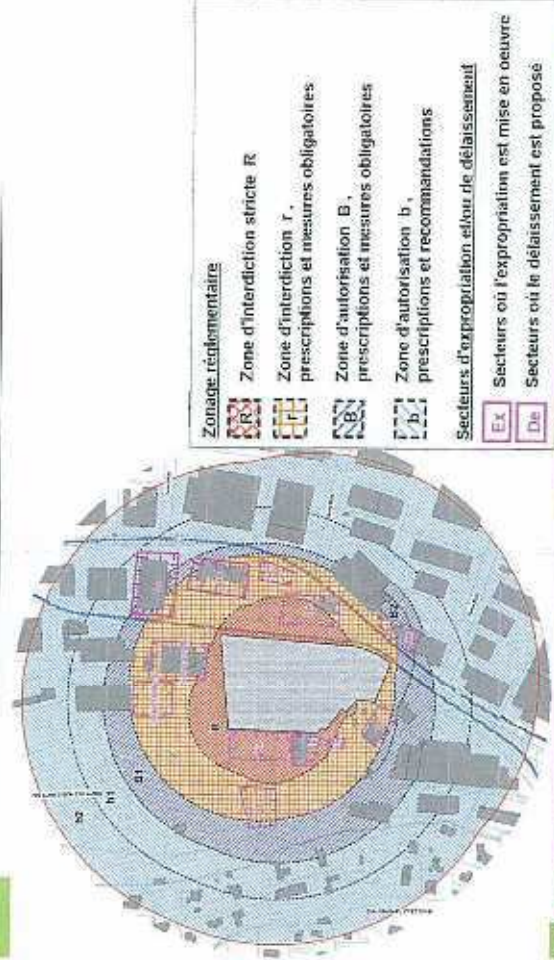 Zonage réglementaire
R
Zone d'interdiction stricte R
r
Zone d'interdiction r ,
prescriptions et mesures obligatoires
B
Zone d'autorisation B ,
prescriptions et mesures obligatoires
b
Zone d'autorisation b ,
prescriptions et recommandations
Secteurs d'expropriation et/ou de délaissement
Ex
Secteurs où l'expropriation est mise en oeuvre
De
Secteurs où le délaissement est proposé
R
B1
b1
b2
B2